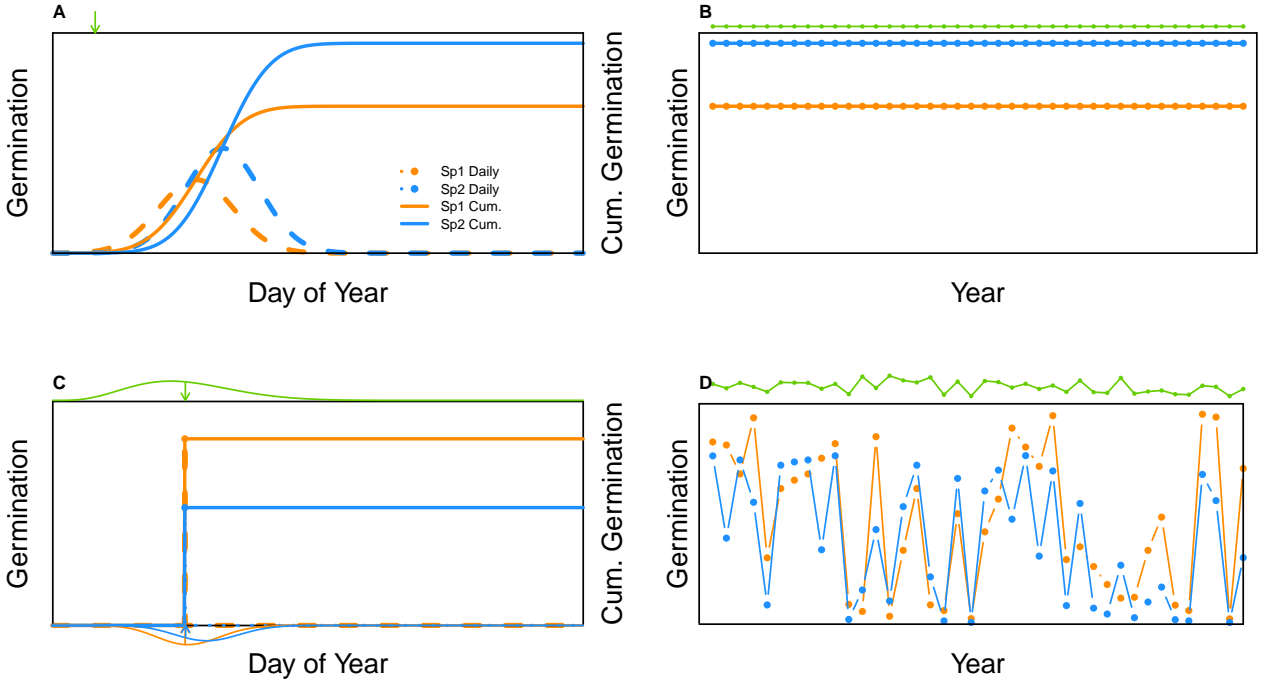 A
Germination
Cum. Germination
Sp1 Daily
Sp2 Daily
Sp1 Cum.
Sp2 Cum.
Day of Year
B
Germination
Year
C
Germination
Cum. Germination
Day of Year
D
Germination
Year